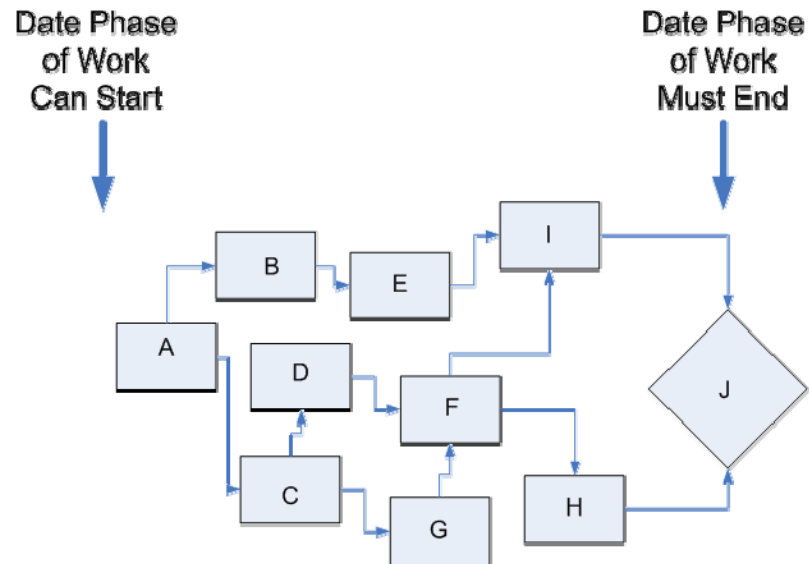 Date Phase
of Work
Can Start
Date Phase
of Work
Must End
I
B
E
A
D
J
F
C
H
G